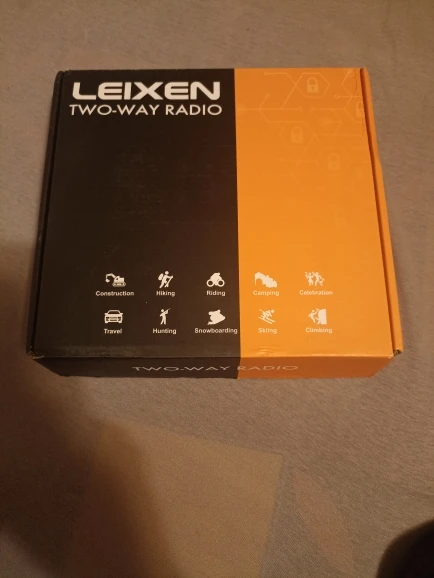 LEIXEN
TWO-WAY RADIO
Construction Hiking Riding Camping Celebration
Travel Hunting Snowboarding Skiing Climbing
TWO-WAY RADIO